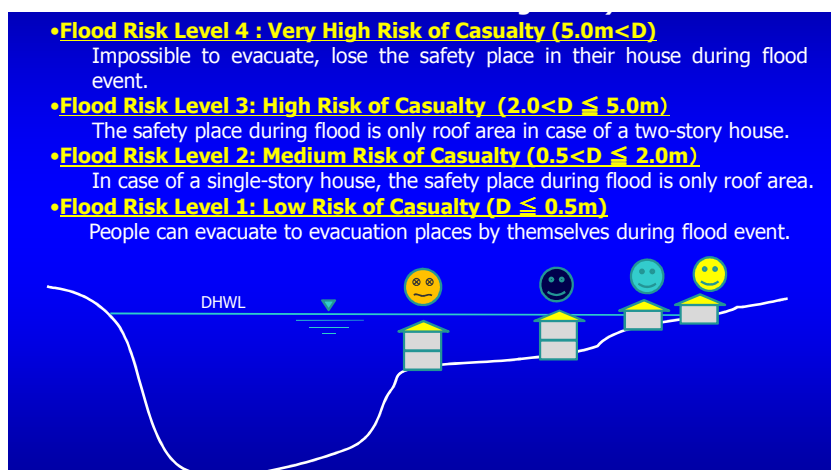 •Flood Risk Level 4 : Very High Risk of Casualty (5.0m<D)
Impossible to evacuate, lose the safety place in their house during flood
event.
•Flood Risk Level 3: High Risk of Casualty (2.0<D ≦ 5.0m)
The safety place during flood is only roof area in case of a two-story house.
•Flood Risk Level 2: Medium Risk of Casualty (0.5<D ≦ 2.0m)
In case of a single-story house, the safety place during flood is only roof area.
•Flood Risk Level 1: Low Risk of Casualty (D ≦ 0.5m)
People can evacuate to evacuation places by themselves during flood event.
DHWL